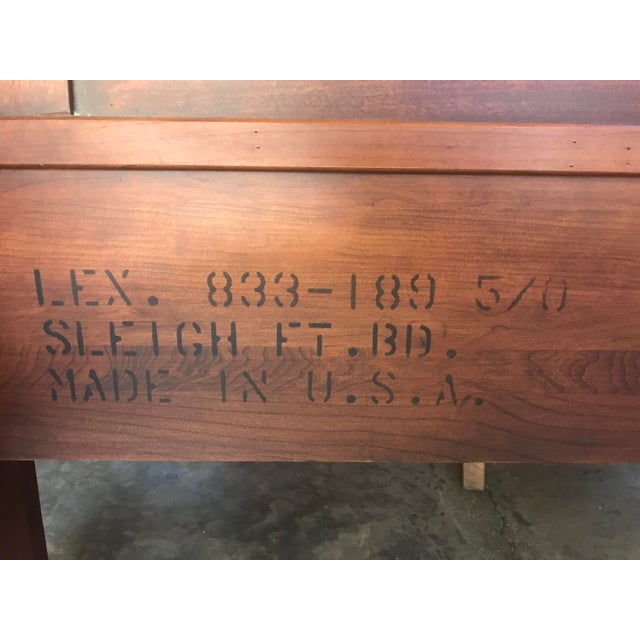 LEX. 833-189 5/0
SLEIGH FT.BD.
MADE IN U.S.A.